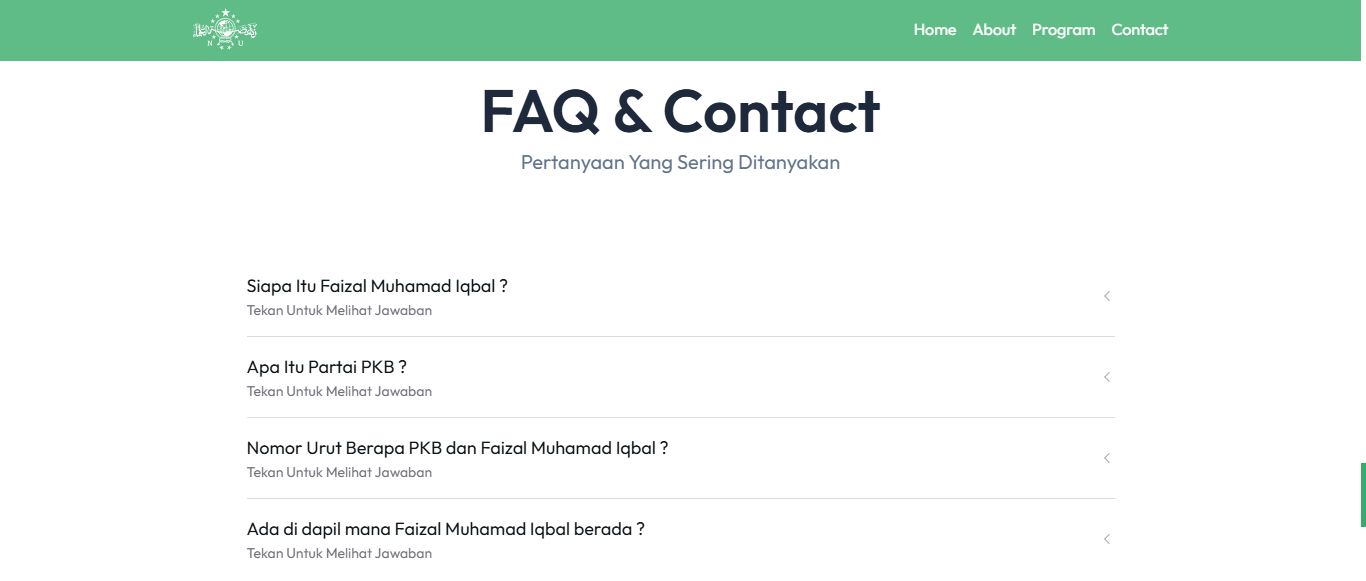 N U
Home About Program Contact
FAQ & Contact
Pertanyaan Yang Sering Ditanyakan
Siapa Itu Faizal Muhamad Iqbal ?
Tekan Untuk Melihat Jawaban
Apa Itu Partai PKB ?
Tekan Untuk Melihat Jawaban
Nomor Urut Berapa PKB dan Faizal Muhamad Iqbal ?
Tekan Untuk Melihat Jawaban
Ada di dapil mana Faizal Muhamad Iqbal berada ?
Tekan Untuk Melihat Jawaban